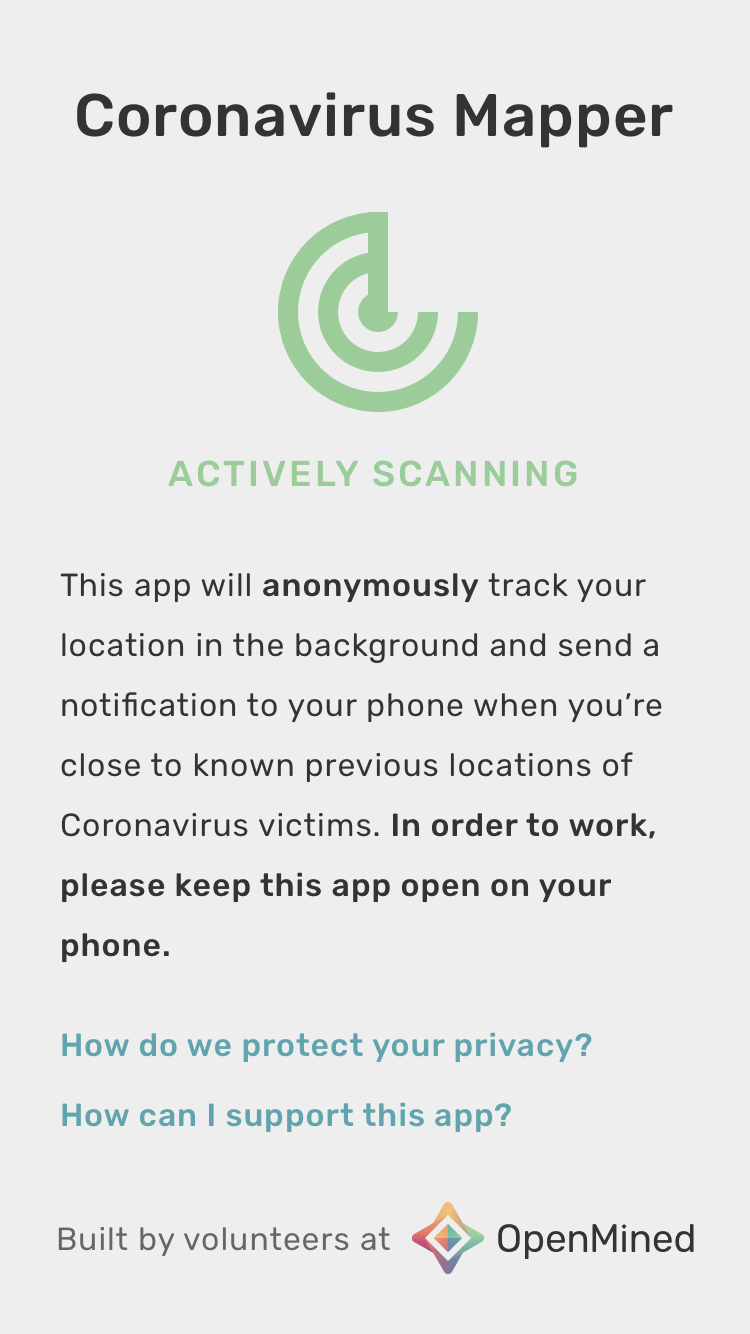 Coronavirus Mapper
ACTIVELY SCANNING
This app will anonymously track your
location in the background and send a
notification to your phone when you’re
close to known previous locations of
Coronavirus victims. In order to work,
please keep this app open on your
phone.
How do we protect your privacy?
How can I support this app?
Built by volunteers at OpenMined